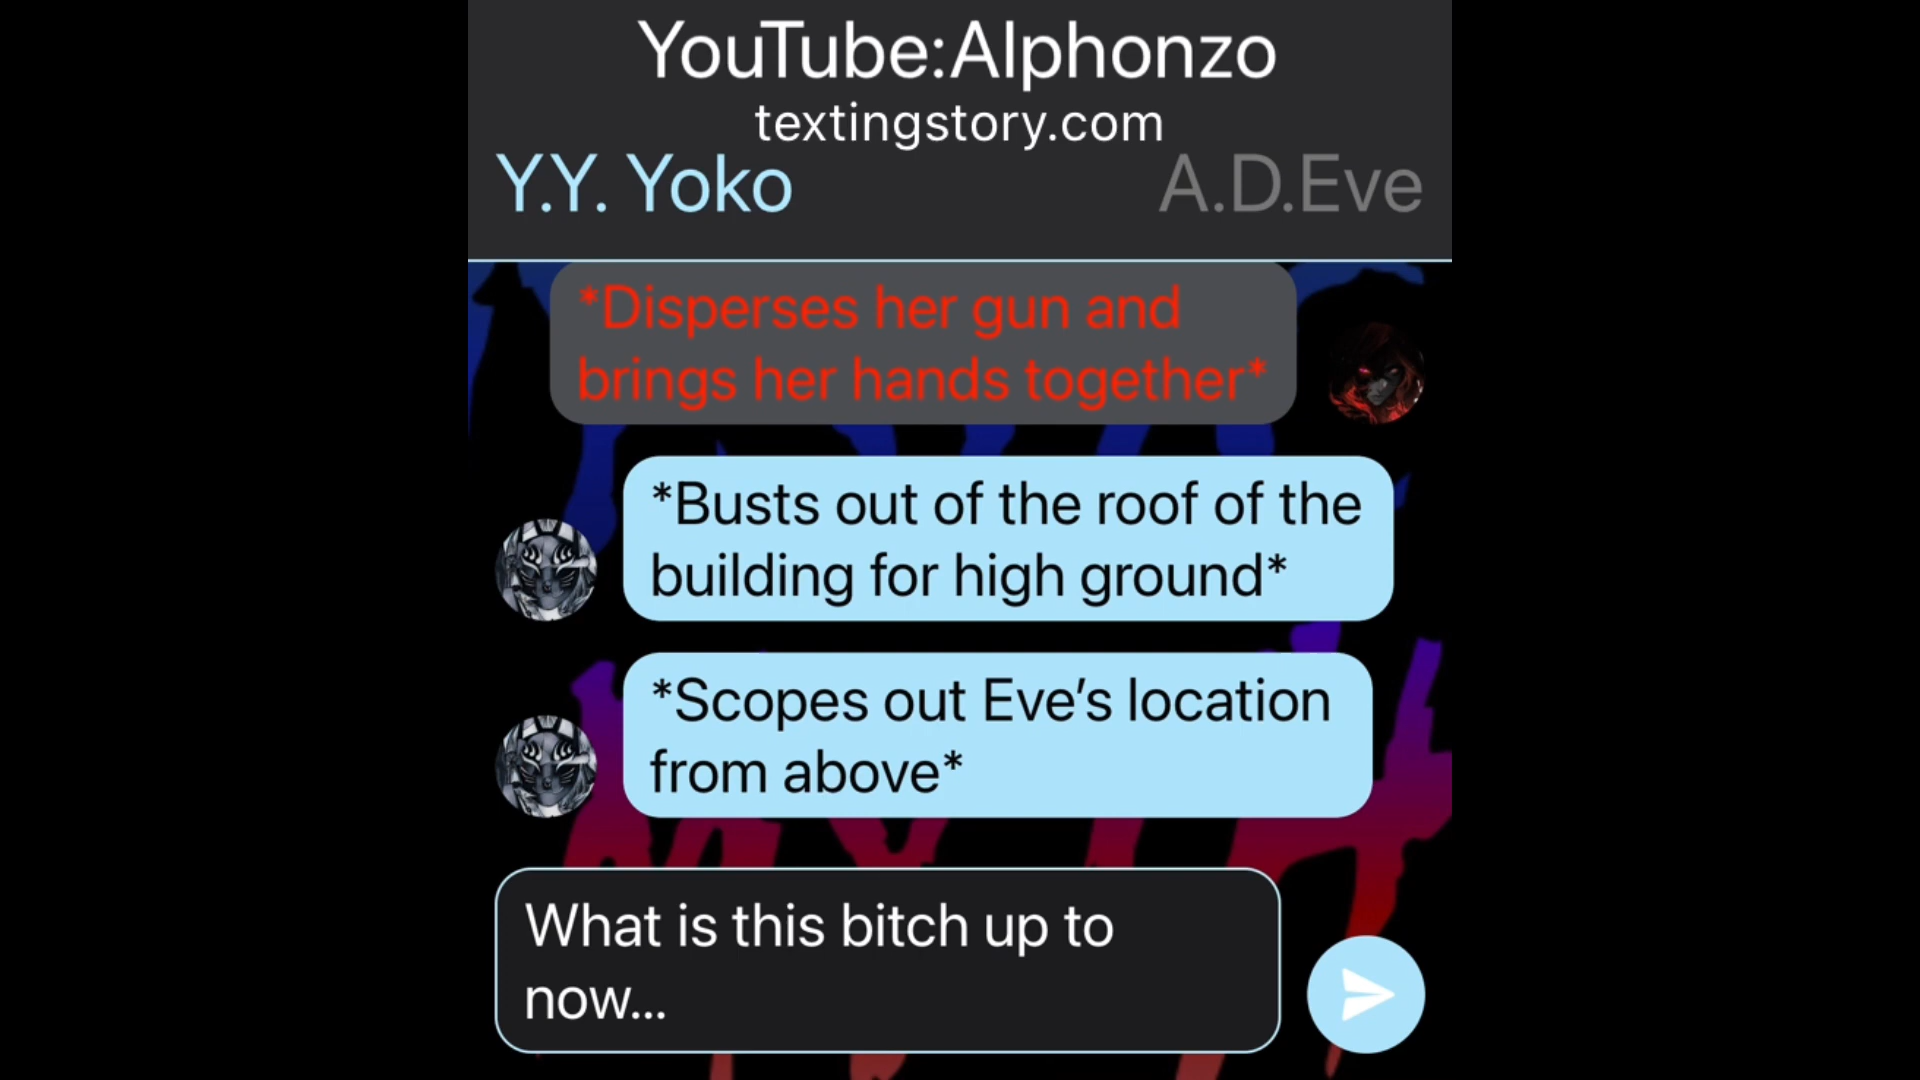 YouTube:Alphonzo
textingstory.com
Y.Y. Yoko
A.D.Eve
*Disperses her gun and
brings her hands together*
*Busts out of the roof of the
building for high ground*
*Scopes out Eve’s location
from above*
What is this bitch up to
now...